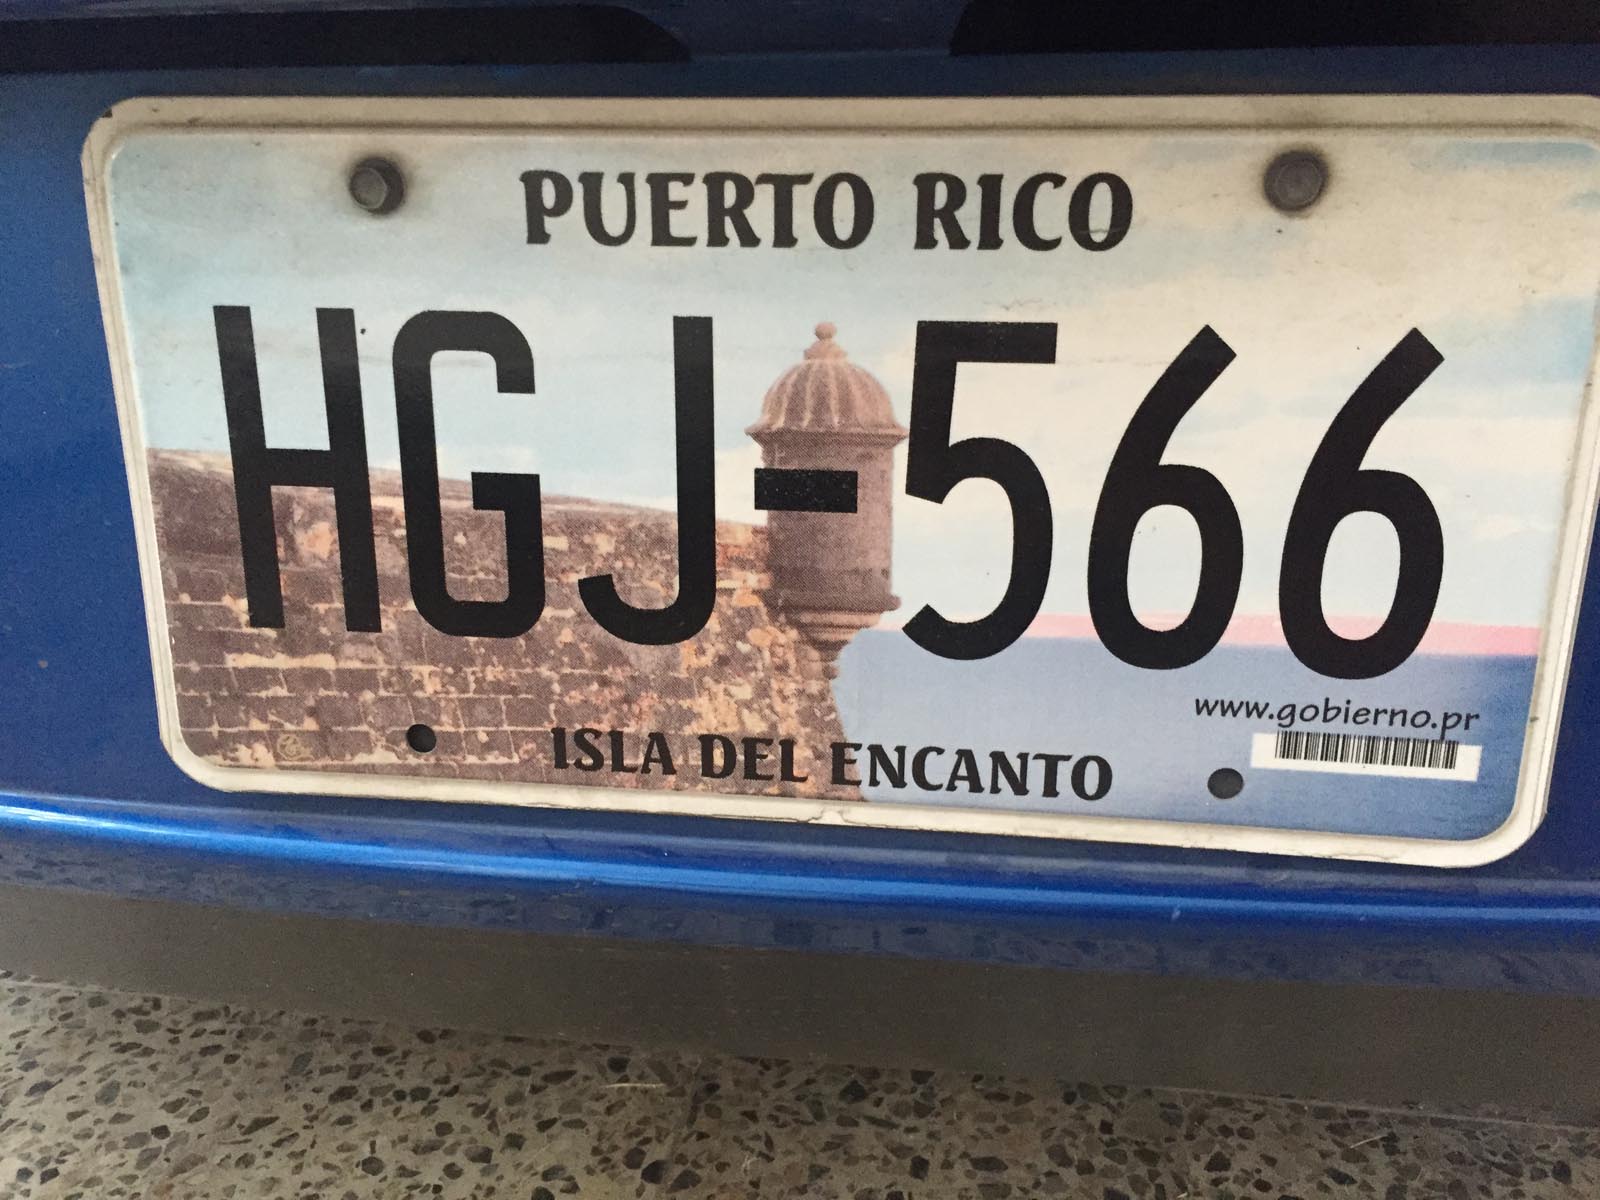 PUERTO RICO
HGJ-566
www.gobierno.pr
ISLA DEL ENCANTO